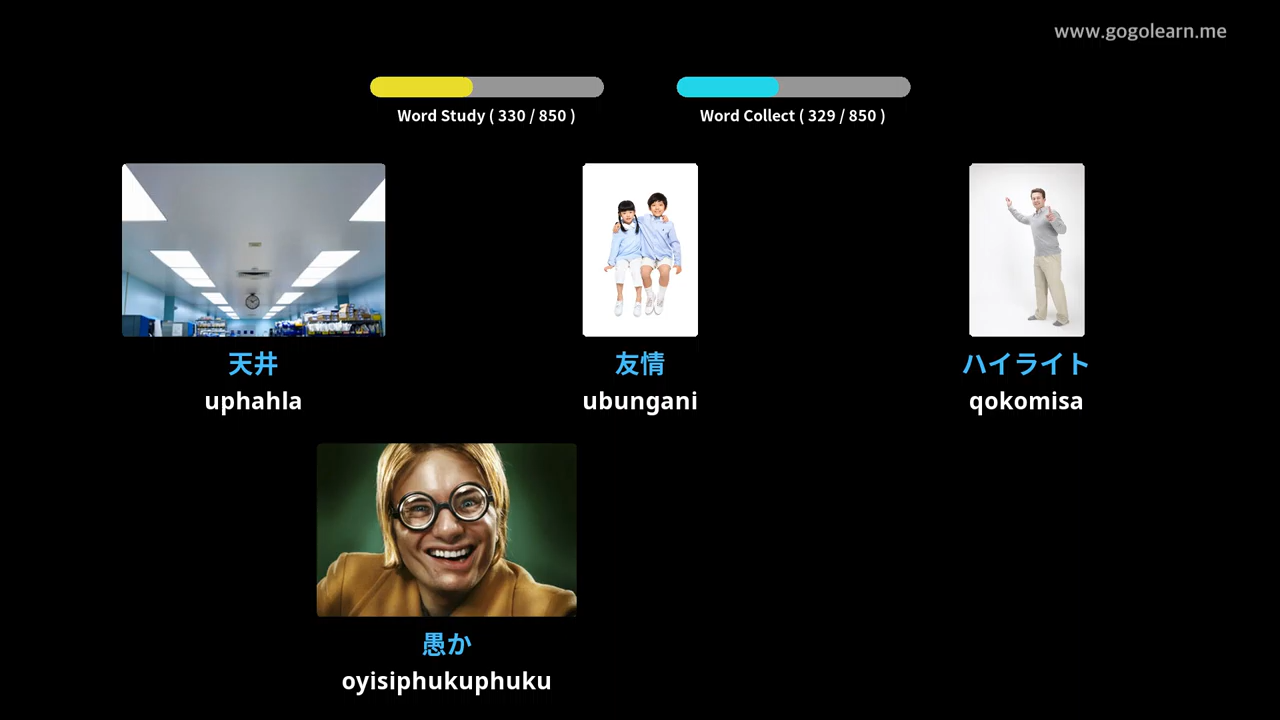 www.gogolearn.me
Word Study ( 330 / 850 )
Word Collect ( 329 / 850 )
天井
uphahla
友情
ubungani
ハイライト
qokomisa
愚か
oyisiphukuphuku